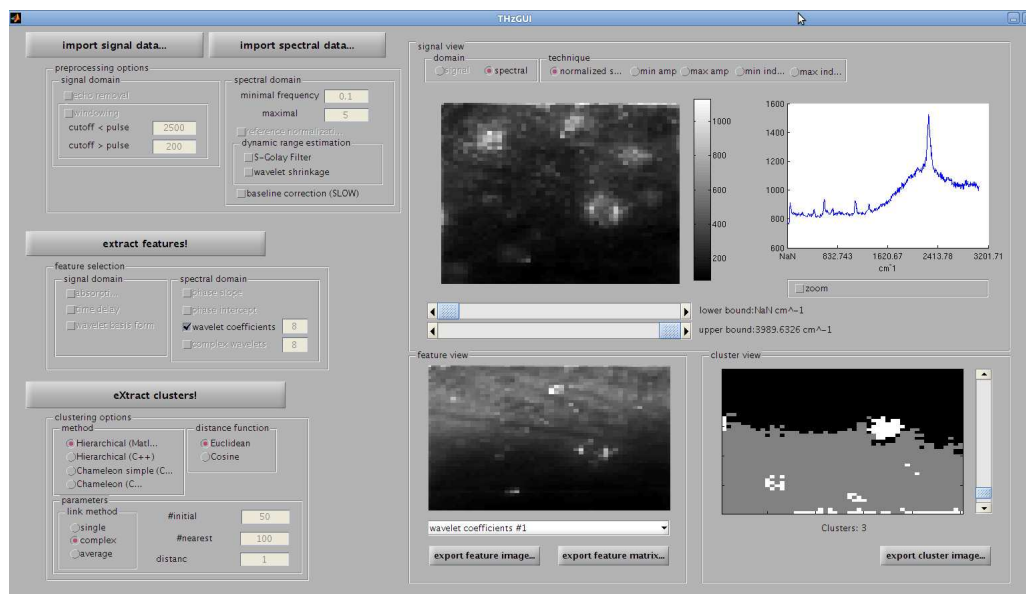 THzGUI
import signal data...
import spectral data...
preprocessing options
signal domain
echo removal
windowing
cutoff < pulse 2500
cutoff > pulse 200
spectral domain
minimal frequency 0.1
maximal 5
reference normalizatio...
dynamic range estimation
S-Golay Filter
wavelet shrinkage
baseline correction (SLOW)
extract features!
feature selection
signal domain
absorpti...
time delay
wavelet basis form
spectral domain
phase slope
phase intercept
wavelet coefficients 8
complex wavelets 8
eXtract clusters!
clustering options
method
Hierarchical (Matl...
Hierarchical (C++)
Chameleon simple (C...
Chameleon (C...
distance function
Euclidean
Cosine
parameters
link method
single
complex
average
#initial 50
#nearest 100
distanc 1
signal view
domain
signal
spectral
technique
normalized s...
min amp
max amp
min ind...
max ind...
1000
800
600
400
200
1600
1400
1200
1000
800
600
NaN 832.743 1620.67 2413.78 3201.71
cm^-1
zoom
lower bound:NaN cm^-1
upper bound:3989.6326 cm^-1
feature view
wavelet coefficients #1
export feature image...
export feature matrix...
cluster view
Clusters: 3
export cluster image...